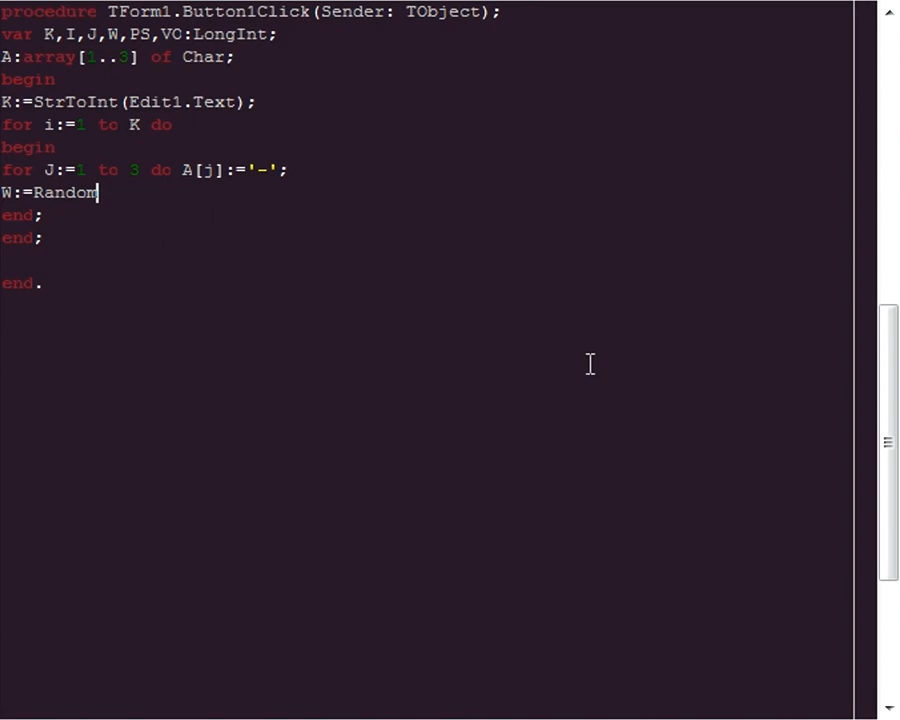 procedure TForm1.Button1Click(Sender: TObject);
var K,I,J,W,PS,VO:LongInt;
A:array[1..3] of Char;
begin
K:=StrToInt(Edit1.Text);
for i:=1 to K do
begin
for J:=1 to 3 do A[j]:='-';
W:=Random
end;
end;
end.